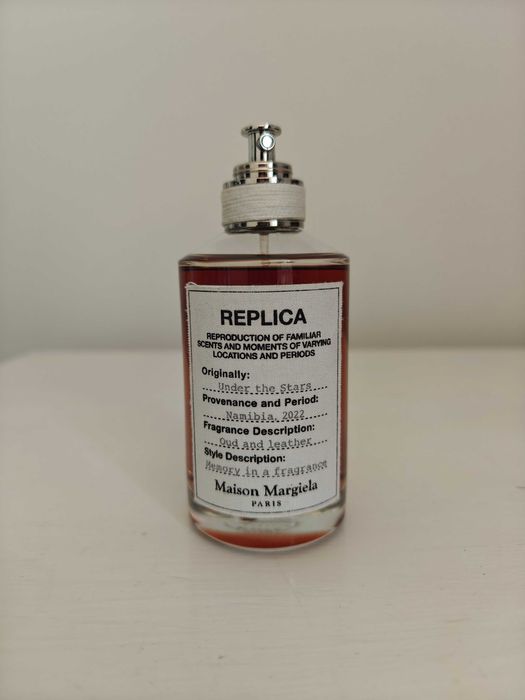 REPLICA
REPRODUCTION OF FAMILIAR
SCENTS AND MOMENTS OF VARYING
LOCATIONS AND PERIODS
Originally:
Under the Stars
Provenance and Period:
Namibia, 2022
Fragrance Description:
Oud and leather
Style Description:
Memory in a fragrance
Maison Margiela
PARIS